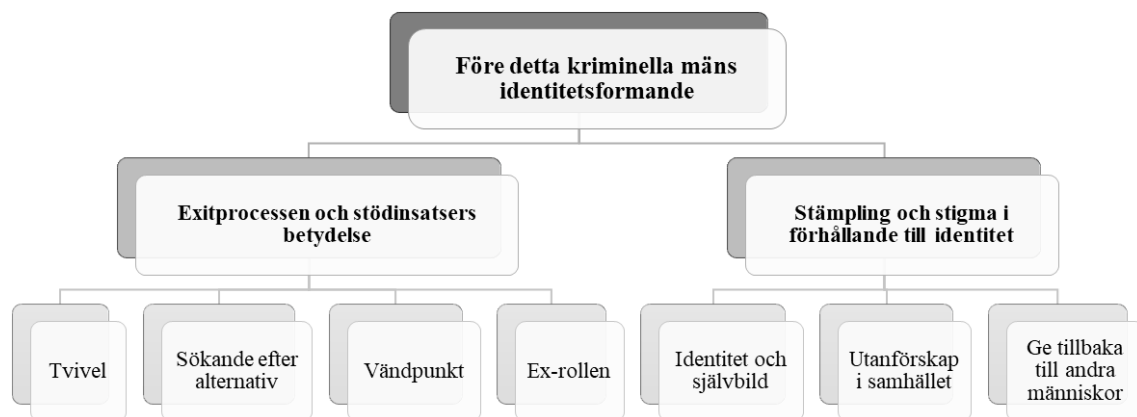 Före detta kriminella mäns
identitetsformande
Exitprocessen och stödinsatsers
betydelse
Stämpling och stigma i
förhållande till identitet
Tvivel
Sökande efter
alternativ
Vändpunkt
Ex-rollen
Identitet och
självbild
Utanförskap
i samhället
Ge tillbaka
till andra
människor